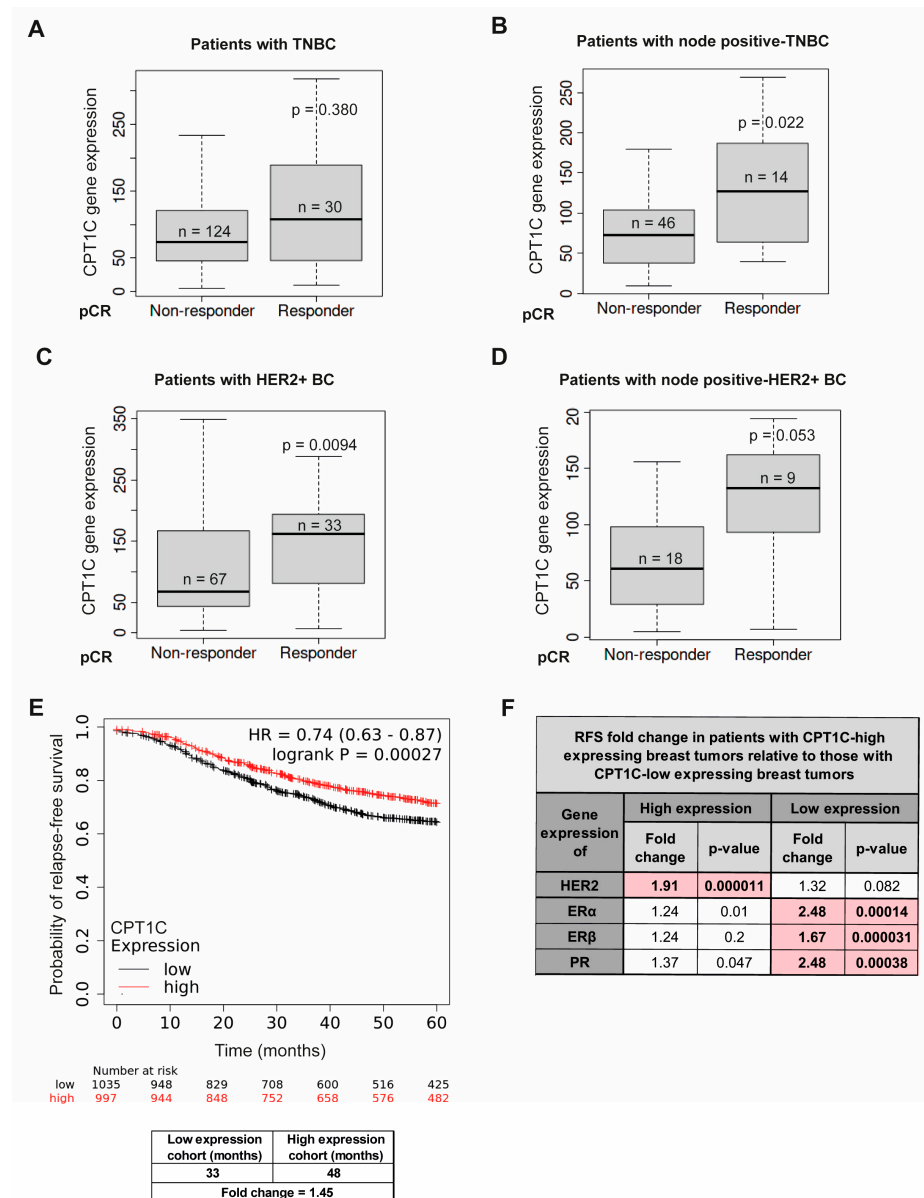 A
Patients with TNBC
CPT1C gene expression
250
150
50
0
p = 0.380
n = 124
n = 30
pCR
Non-responder
Responder
B
Patients with node positive-TNBC
CPT1C gene expression
250
200
150
100
50
0
p = 0.022
n = 46
n = 14
pCR
Non-responder
Responder
C
Patients with HER2+ BC
CPT1C gene expression
350
250
150
50
0
p = 0.0094
n = 67
n = 33
pCR
Non-responder
Responder
D
Patients with node positive-HER2+ BC
CPT1C gene expression
20
150
100
50
0
p = 0.053
n = 18
n = 9
pCR
Non-responder
Responder
E
Probability of relapse-free survival
1.0
0.8
0.6
0.4
0.2
0.0
HR = 0.74 (0.63 - 0.87)
logrank P = 0.00027
CPT1C
Expression
low
high
0 10 20 30 40 50 60
Time (months)
Number at risk
low 1035 948 829 708 600 516 425
high 997 944 848 752 658 576 482
Low expression cohort (months)
High expression cohort (months)
33 48
Fold change = 1.45
F
RFS fold change in patients with CPT1C-high
expressing breast tumors relative to those with
CPT1C-low expressing breast tumors
Gene expression of
High expression
Low expression
Fold change
p-value
Fold change
p-value
HER2 1.91 0.000011 1.32 0.082
ERα 1.24 0.01 2.48 0.00014
ERβ 1.24 0.2 1.67 0.000031
PR 1.37 0.047 2.48 0.00038